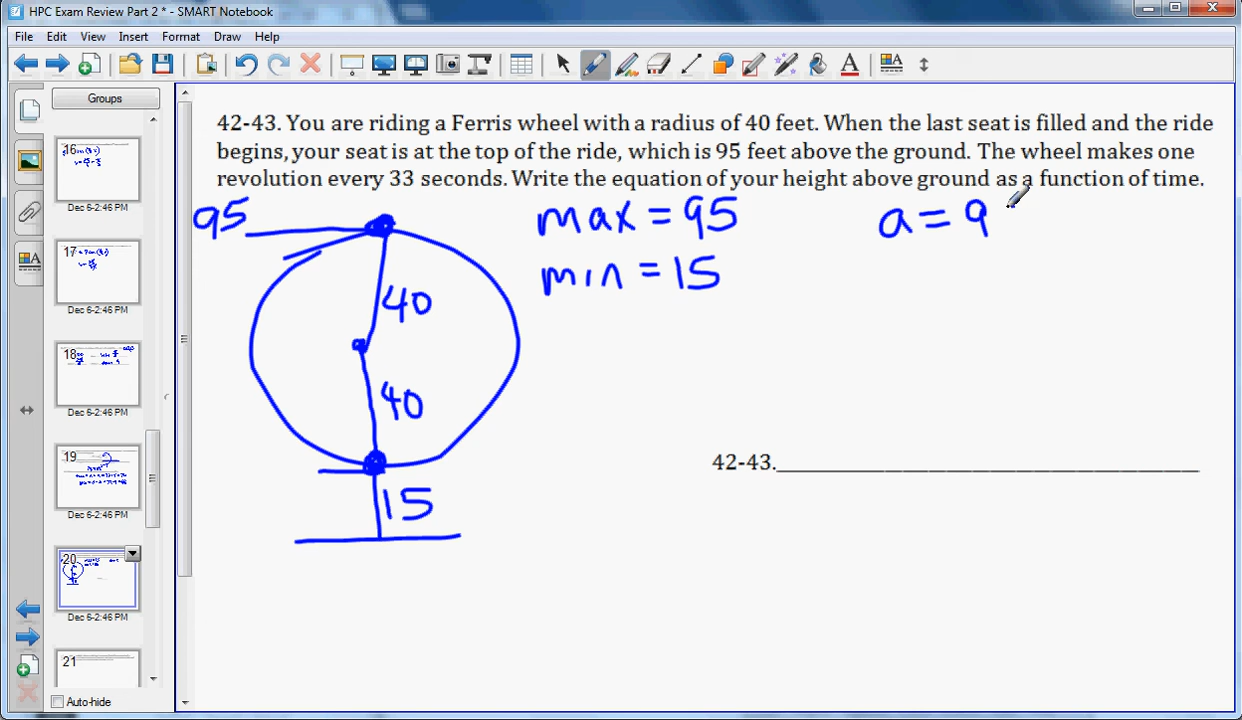 HPC Exam Review Part 2 * - SMART Notebook
File Edit View Insert Format Draw Help
Groups
16
Dec 6-2:46 PM
17
Dec 6-2:46 PM
18
Dec 6-2:46 PM
19
Dec 6-2:46 PM
20
Dec 6-2:46 PM
21
Auto-hide
42-43. You are riding a Ferris wheel with a radius of 40 feet. When the last seat is filled and the ride
begins, your seat is at the top of the ride, which is 95 feet above the ground. The wheel makes one
revolution every 33 seconds. Write the equation of your height above ground as a function of time.
95 max = 95 a = 9
min = 15
40
40
42-43.
15